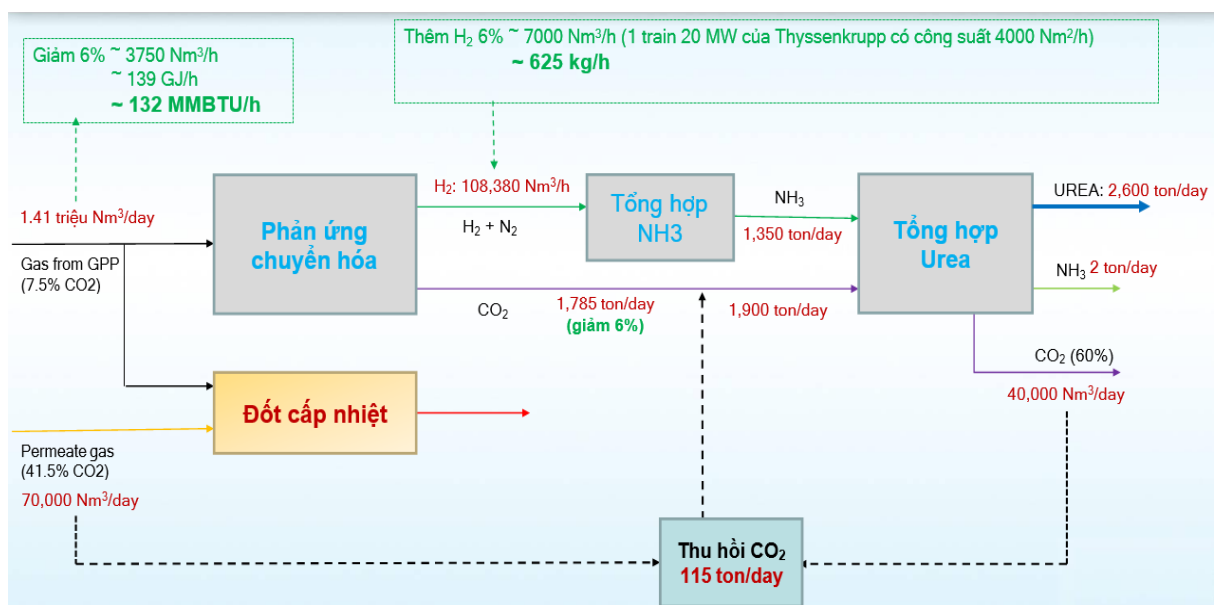 Giảm 6% ~ 3750 Nm³/h
~ 139 GJ/h
~ 132 MMBTU/h
Thêm H₂ 6% ~ 7000 Nm³/h (1 train 20 MW của Thyssenkrupp có công suất 4000 Nm²/h)
~ 625 kg/h
1.41 triệu Nm³/day
Gas from GPP
(7.5% CO2)
Phản ứng
chuyển hóa
H₂: 108,380 Nm³/h
H₂ + N₂
Tổng hợp
NH3
NH₃
1,350 ton/day
Tổng hợp
Urea
UREA: 2,600 ton/day
NH₃ 2 ton/day
CO₂
1,785 ton/day
(giảm 6%)
1,900 ton/day
CO₂ (60%)
40,000 Nm³/day
Đốt cấp nhiệt
Permeate gas
(41.5% CO2)
70,000 Nm³/day
Thu hồi CO₂
115 ton/day